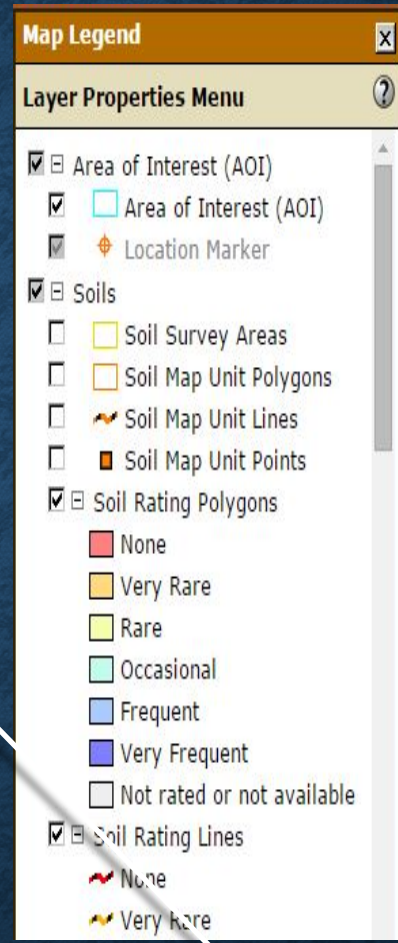 Map Legend
Layer Properties Menu
Area of Interest (AOI)
Area of Interest (AOI)
Location Marker
Soils
Soil Survey Areas
Soil Map Unit Polygons
Soil Map Unit Lines
Soil Map Unit Points
Soil Rating Polygons
None
Very Rare
Rare
Occasional
Frequent
Very Frequent
Not rated or not available
Soil Rating Lines
None
Very Rare